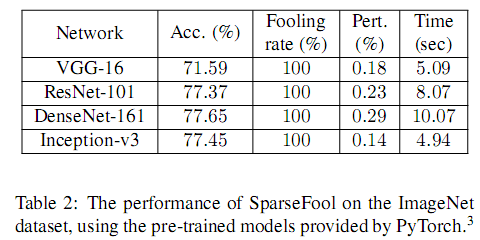 Network Acc. (%) Fooling rate (%) Pert. (%) Time (sec)
VGG-16 71.59 100 0.18 5.09
ResNet-101 77.37 100 0.23 8.07
DenseNet-161 77.65 100 0.29 10.07
Inception-v3 77.45 100 0.14 4.94
Table 2: The performance of SparseFool on the ImageNet
dataset, using the pre-trained models provided by PyTorch.³